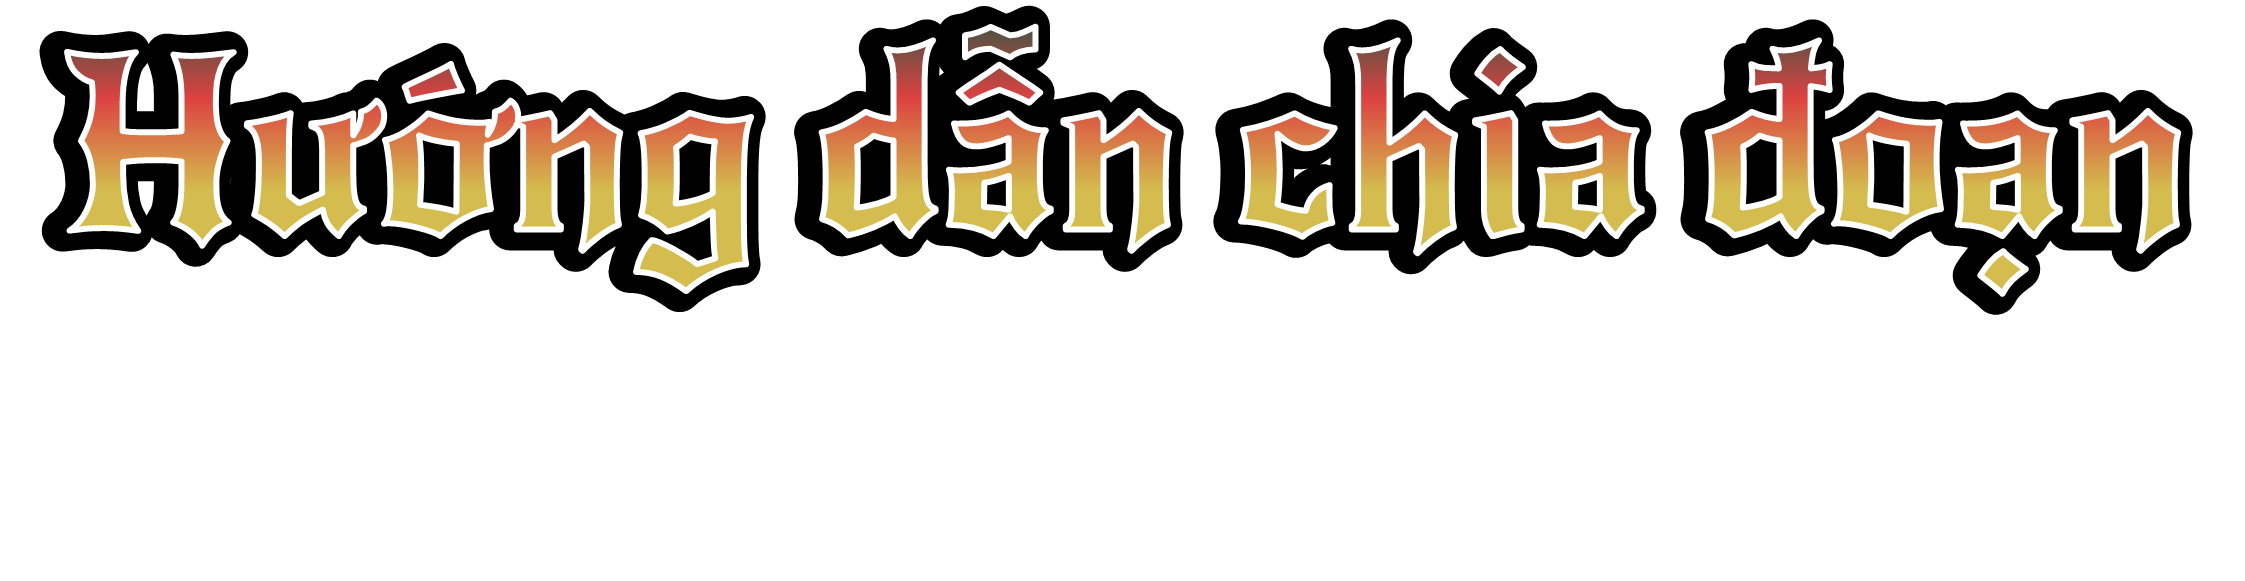 Hướng dẫn chia đoạn